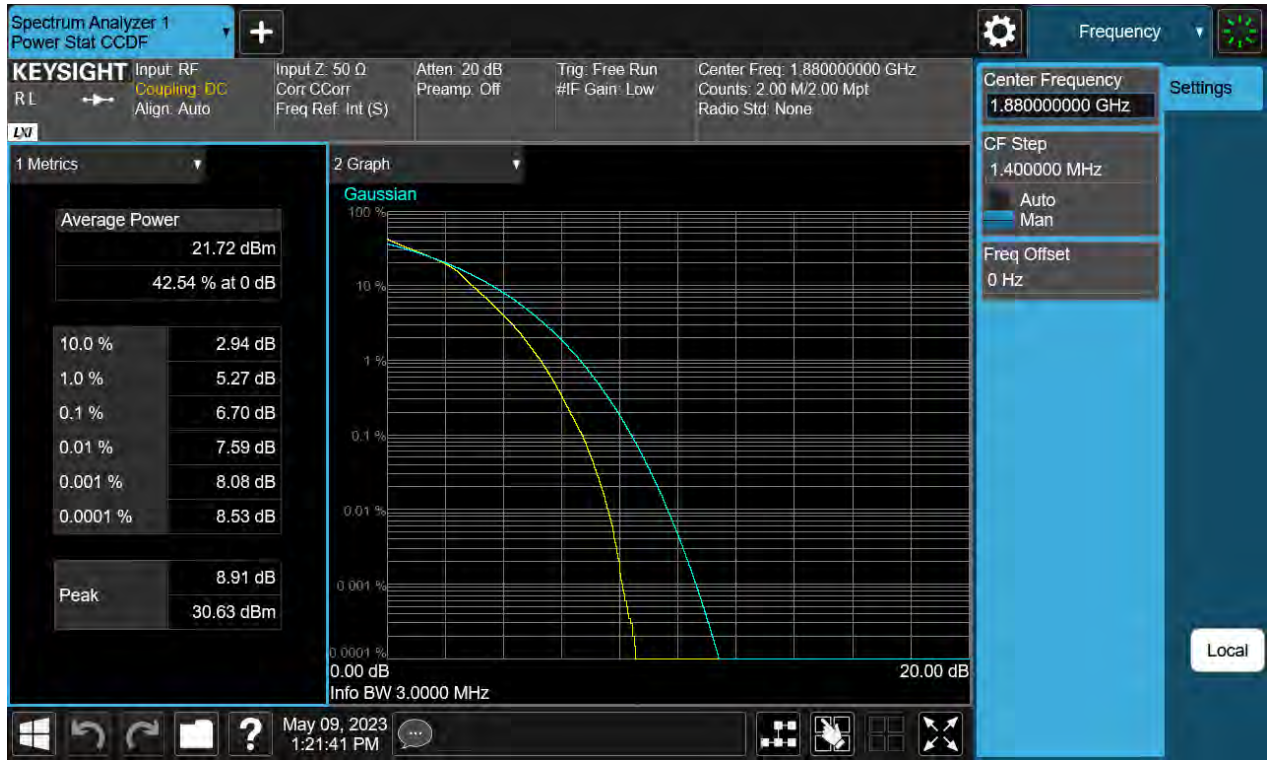 Spectrum Analyzer 1
Power Stat CCDF
+
Frequency
KEYSIGHT
RL
LXI
Input: RF
Coupling: DC
Align: Auto
Input Z: 50 Ω
Corr CCorr
Freq Ref: Int (S)
Atten: 20 dB
Preamp: Off
Trig: Free Run
#IF Gain: Low
Center Freq: 1.880000000 GHz
Counts: 2.00 M/2.00 Mpt
Radio Std: None
Center Frequency
1.880000000 GHz
Settings
CF Step
1.400000 MHz
Auto
Man
Freq Offset
0 Hz
1 Metrics
Average Power
21.72 dBm
42.54 % at 0 dB
10.0 % 2.94 dB
1.0 % 5.27 dB
0.1 % 6.70 dB
0.01 % 7.59 dB
0.001 % 8.08 dB
0.0001 % 8.53 dB
Peak
8.91 dB
30.63 dBm
2 Graph
Gaussian
100 %
10 %
1 %
0.1 %
0.01 %
0.001 %
0.0001 %
0.00 dB 20.00 dB
Info BW 3.0000 MHz
Local
?
May 09, 2023
1:21:41 PM